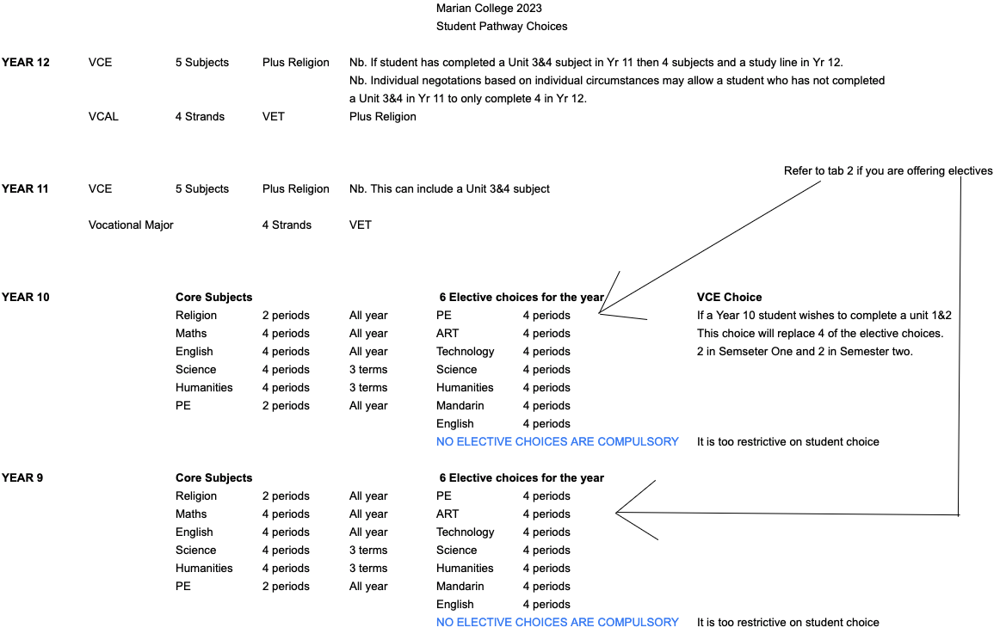 Marian College 2023
Student Pathway Choices
YEAR 12 VCE 5 Subjects Plus Religion Nb. If student has completed a Unit 3&4 subject in Yr 11 then 4 subjects and a study line in Yr 12.
Nb. Individual negotations based on individual circumstances may allow a student who has not completed
a Unit 3&4 in Yr 11 to only complete 4 in Yr 12.
VCAL 4 Strands VET Plus Religion
Refer to tab 2 if you are offering electives
YEAR 11 VCE 5 Subjects Plus Religion Nb. This can include a Unit 3&4 subject
Vocational Major 4 Strands VET
YEAR 10 Core Subjects 6 Elective choices for the year VCE Choice
Religion 2 periods All year PE 4 periods If a Year 10 student wishes to complete a unit 1&2
Maths 4 periods All year ART 4 periods This choice will replace 4 of the elective choices.
English 4 periods All year Technology 4 periods 2 in Semseter One and 2 in Semester two.
Science 4 periods 3 terms Science 4 periods
Humanities 4 periods 3 terms Humanities 4 periods
PE 2 periods All year Mandarin 4 periods
English 4 periods
NO ELECTIVE CHOICES ARE COMPULSORY It is too restrictive on student choice
YEAR 9 Core Subjects 6 Elective choices for the year
Religion 2 periods All year PE 4 periods
Maths 4 periods All year ART 4 periods
English 4 periods All year Technology 4 periods
Science 4 periods 3 terms Science 4 periods
Humanities 4 periods 3 terms Humanities 4 periods
PE 2 periods All year Mandarin 4 periods
English 4 periods
NO ELECTIVE CHOICES ARE COMPULSORY It is too restrictive on student choice